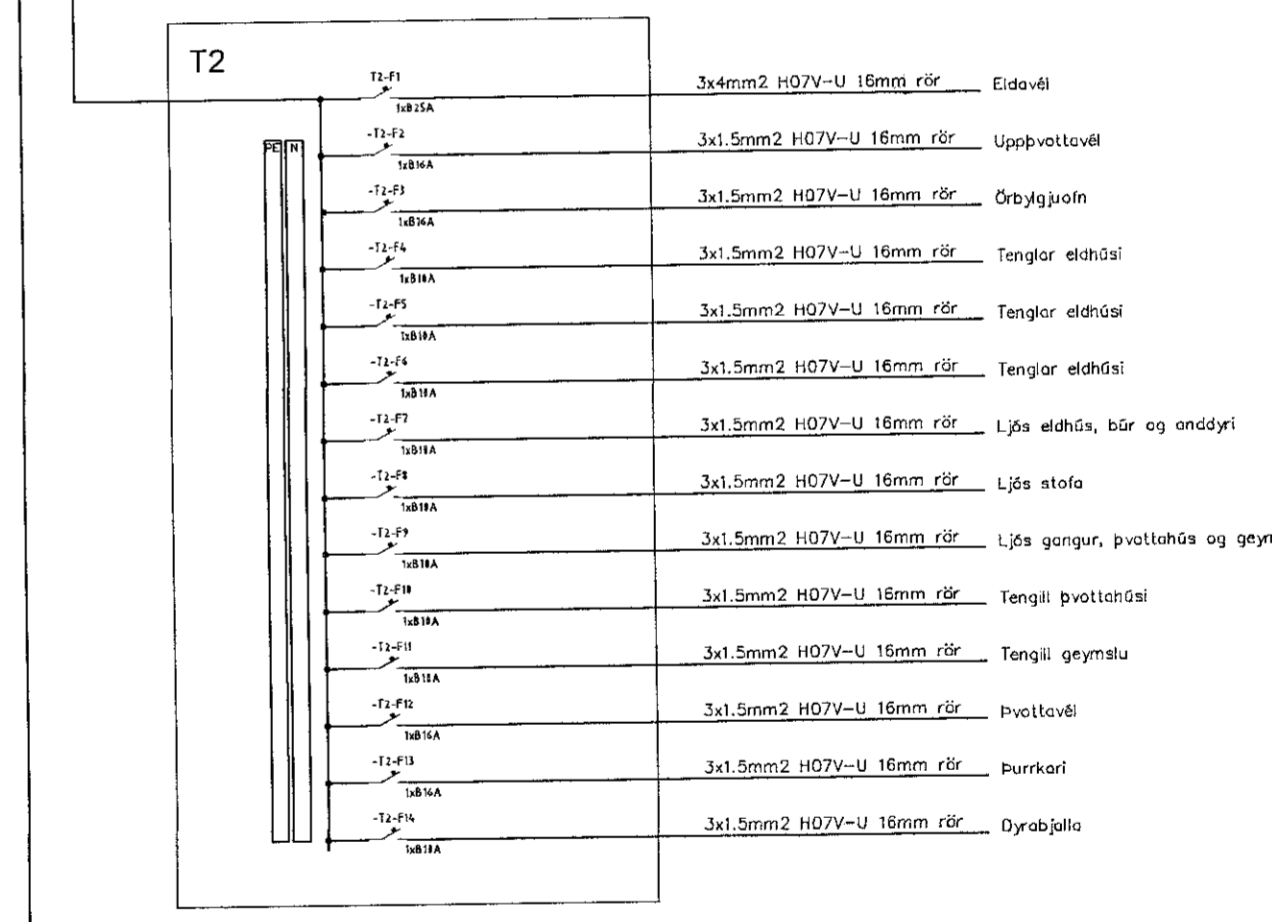 T2
T2-F1 3x4mm2 H07V-U 16mm rör Eldavél
1xB25A
PE N
-T2-F2 3x1.5mm2 H07V-U 16mm rör Uppþvottavél
1xB16A
-T2-F3 3x1.5mm2 H07V-U 16mm rör Örbylgjuofn
1xB16A
-T2-F4 3x1.5mm2 H07V-U 16mm rör Tenglar eldhúsi
1xB10A
-T2-F5 3x1.5mm2 H07V-U 16mm rör Tenglar eldhúsi
1xB10A
-T2-F6 3x1.5mm2 H07V-U 16mm rör Tenglar eldhúsi
1xB10A
-T2-F7 3x1.5mm2 H07V-U 16mm rör Ljós eldhús, búr og anddyri
1xB10A
-T2-F8 3x1.5mm2 H07V-U 16mm rör Ljós stofa
1xB10A
-T2-F9 3x1.5mm2 H07V-U 16mm rör Ljós gangur, þvottahús og
1xB10A
-T2-F10 3x1.5mm2 H07V-U 16mm rör Tengill þvottahúsi
1xB10A
-T2-F11 3x1.5mm2 H07V-U 16mm rör Tengill geymslu
1xB10A
-T2-F12 3x1.5mm2 H07V-U 16mm rör Þvottavél
1xB16A
-T2-F13 3x1.5mm2 H07V-U 16mm rör Þurrkari
1xB16A
-T2-F14 3x1.5mm2 H07V-U 16mm rör Dyrabjalla
1xB10A